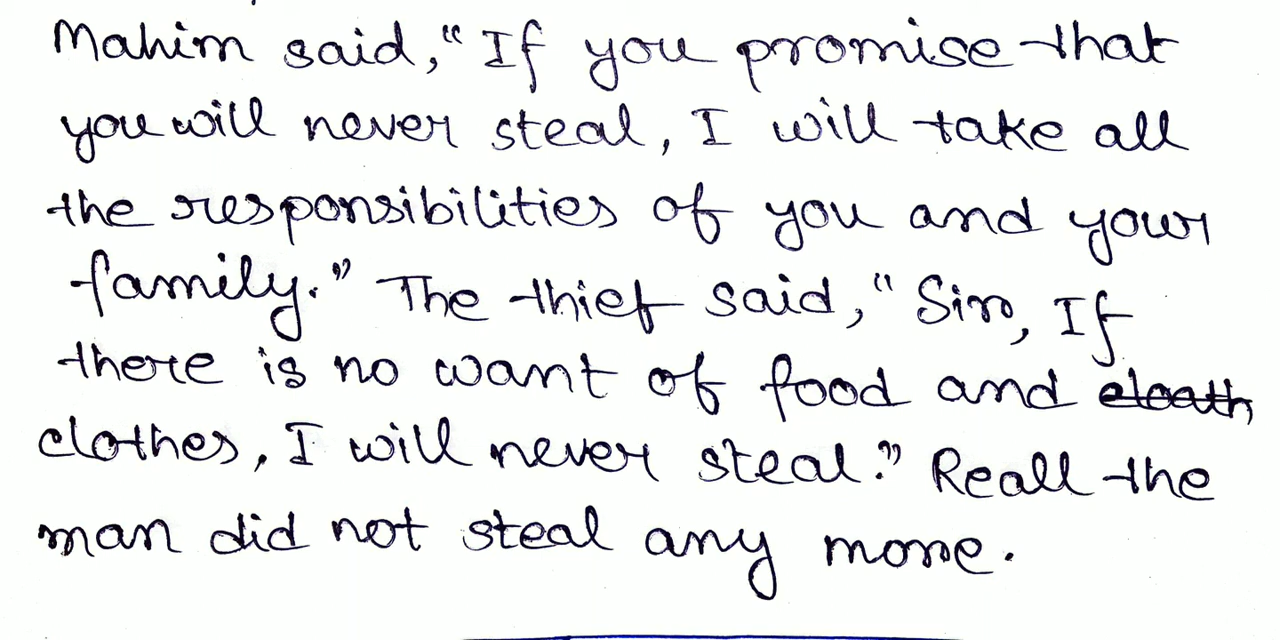 Mahim said, "If you promise that
you will never steal, I will take all
the responsibilities of you and your
family." The thief said, "Sir, If
there is no want of food and cloath,
clothes, I will never steal." Reall the
man did not steal any more.